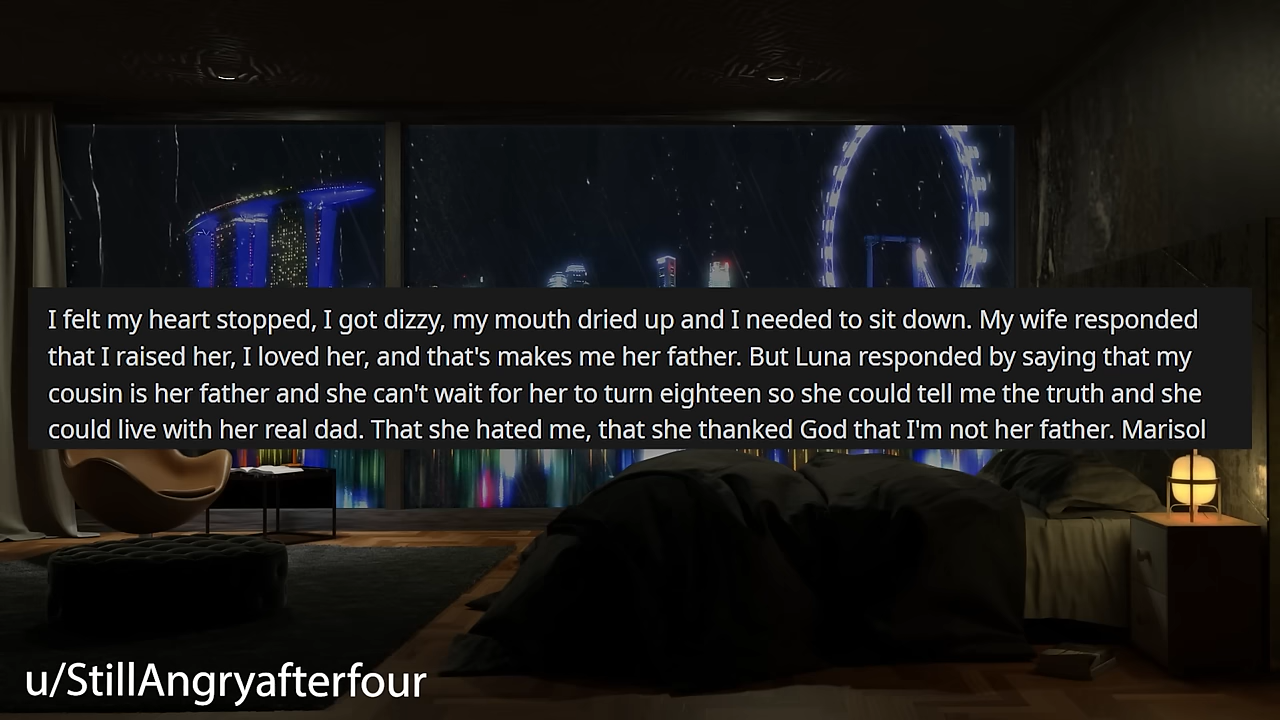 I felt my heart stopped, I got dizzy, my mouth dried up and I needed to sit down. My wife responded
that I raised her, I loved her, and that's makes me her father. But Luna responded by saying that my
cousin is her father and she can't wait for her to turn eighteen so she could tell me the truth and she
could live with her real dad. That she hated me, that she thanked God that I'm not her father. Marisol
u/StillAngryafterfour